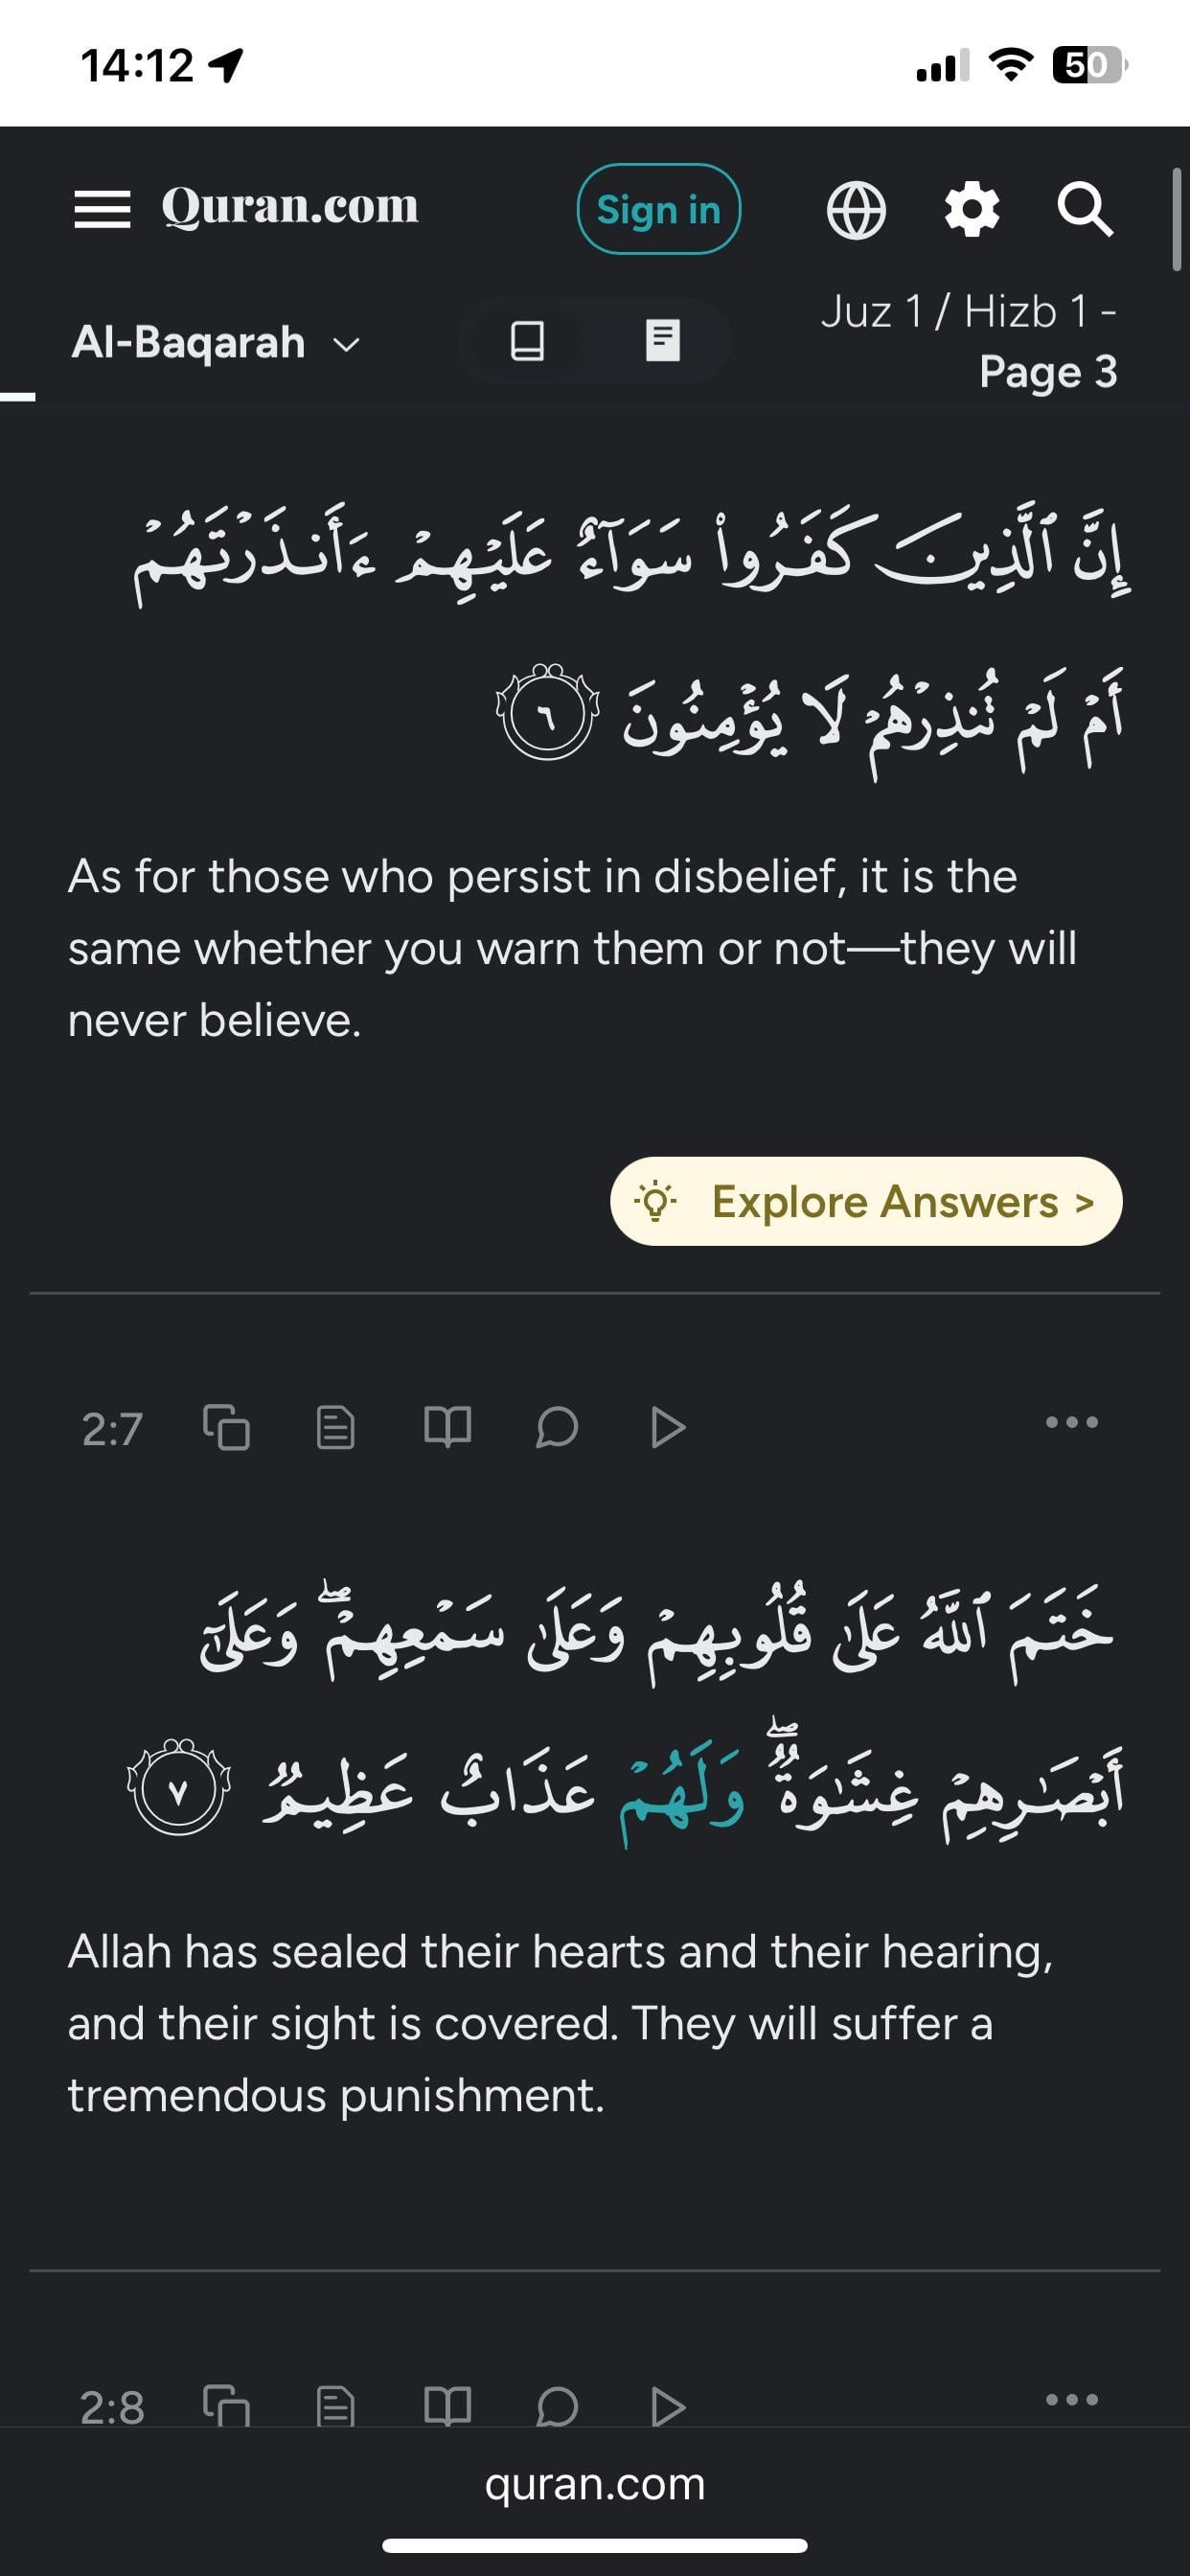 14:12
50
Quran.com
Sign in
Al-Baqarah
Juz 1 / Hizb 1 -
Page 3
إِنَّ ٱلَّذِينَ كَفَرُوا۟ سَوَآءٌ عَلَيْهِمْ ءَأَنذَرْتَهُمْ
أَمْ لَمْ تُنذِرْهُمْ لَا يُؤْمِنُونَ ٦
As for those who persist in disbelief, it is the
same whether you warn them or not—they will
never believe.
Explore Answers >
2:7
خَتَمَ ٱللَّهُ عَلَىٰ قُلُوبِهِمْ وَعَلَىٰ سَمْعِهِمْ ۖ وَعَلَىٰٓ
أَبْصَـٰرِهِمْ غِشَـٰوَةٌ ۖ وَلَهُمْ عَذَابٌ عَظِيمٌ ٧
Allah has sealed their hearts and their hearing,
and their sight is covered. They will suffer a
tremendous punishment.
2:8
quran.com